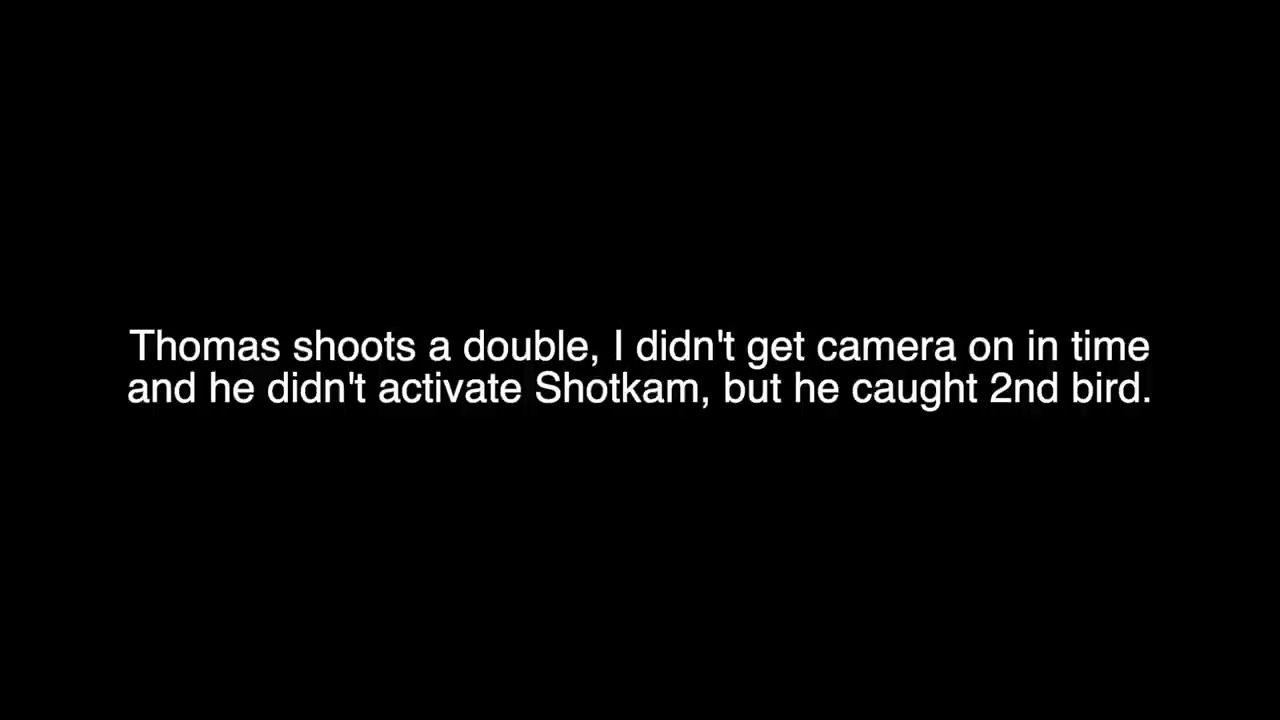 Thomas shoots a double, I didn't get camera on in time
and he didn't activate Shotkam, but he caught 2nd bird.